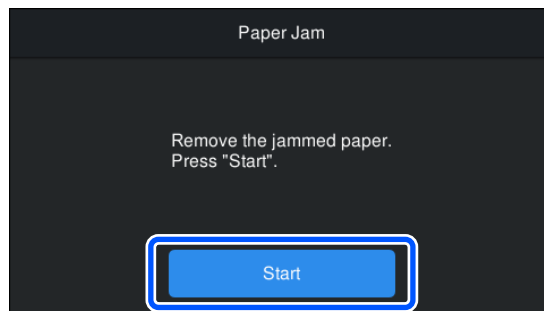 Paper Jam
Remove the jammed paper.
Press "Start".
Start